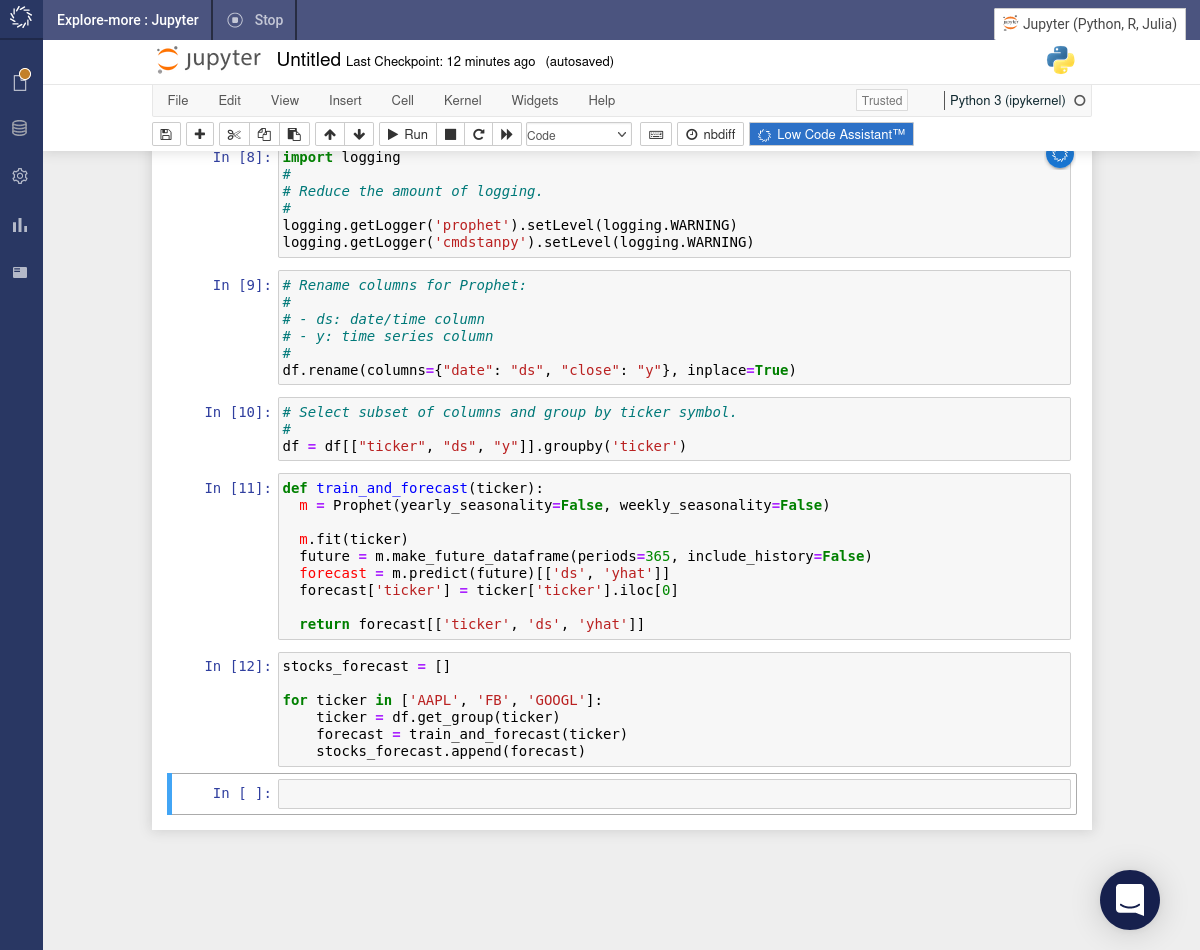 Explore-more : Jupyter
Stop
Jupyter (Python, R, Julia)
jupyter Untitled Last Checkpoint: 12 minutes ago (autosaved)
File Edit View Insert Cell Kernel Widgets Help Trusted Python 3 (ipykernel)
Run Code nbdiff Low Code Assistant™
In [8]: import logging
#
# Reduce the amount of logging.
#
logging.getLogger('prophet').setLevel(logging.WARNING)
logging.getLogger('cmdstanpy').setLevel(logging.WARNING)
In [9]: # Rename columns for Prophet:
#
# - ds: date/time column
# - y: time series column
#
df.rename(columns={"date": "ds", "close": "y"}, inplace=True)
In [10]: # Select subset of columns and group by ticker symbol.
#
df = df[["ticker", "ds", "y"]].groupby('ticker')
In [11]: def train_and_forecast(ticker):
  m = Prophet(yearly_seasonality=False, weekly_seasonality=False)
  m.fit(ticker)
  future = m.make_future_dataframe(periods=365, include_history=False)
  forecast = m.predict(future)[['ds', 'yhat']]
  forecast['ticker'] = ticker['ticker'].iloc[0]
  return forecast[['ticker', 'ds', 'yhat']]
In [12]: stocks_forecast = []
for ticker in ['AAPL', 'FB', 'GOOGL']:
    ticker = df.get_group(ticker)
    forecast = train_and_forecast(ticker)
    stocks_forecast.append(forecast)
In [ ]: